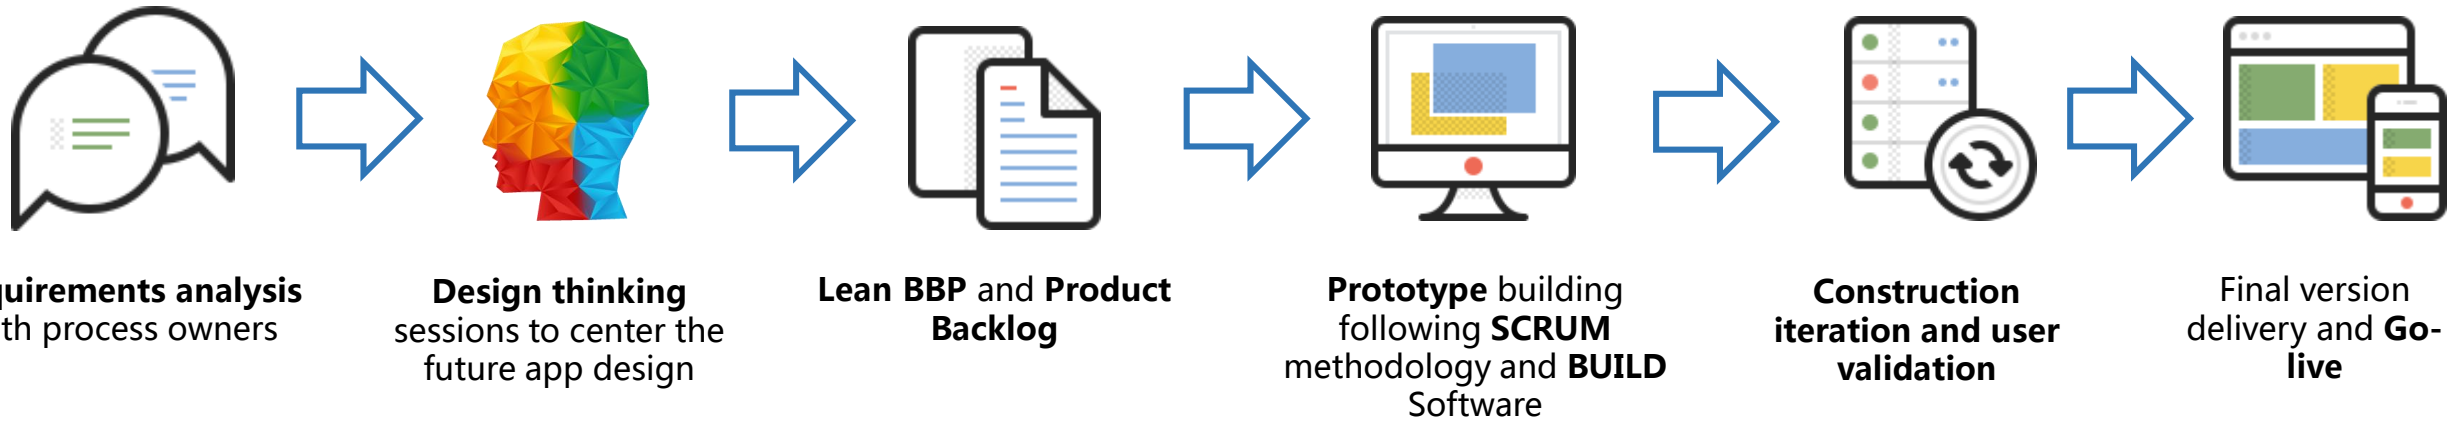 quirements analysis
th process owners
Design thinking
sessions to center the
future app design
Lean BBP and Product
Backlog
Prototype building
following SCRUM
methodology and BUILD
Software
Construction
iteration and user
validation
Final version
delivery and Go-
live